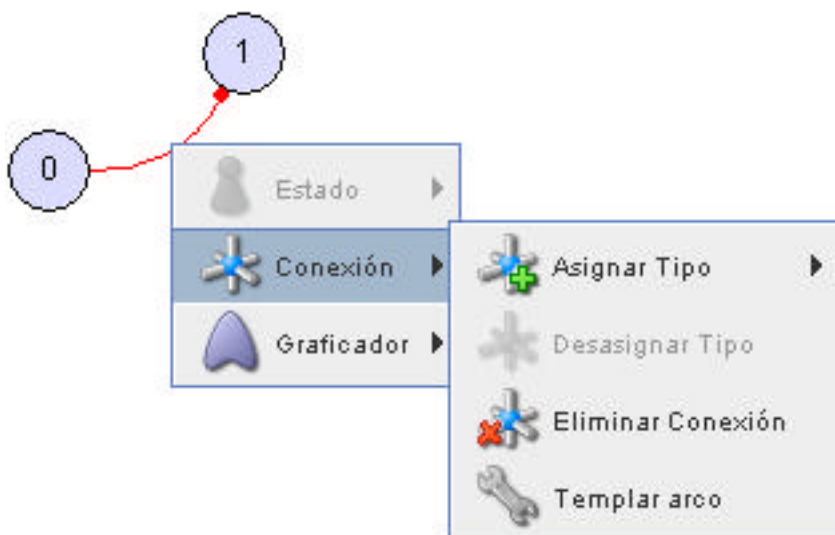 1
0
Estado
Conexión
Graficador
Asignar Tipo
Desasignar Tipo
Eliminar Conexión
Templar arco